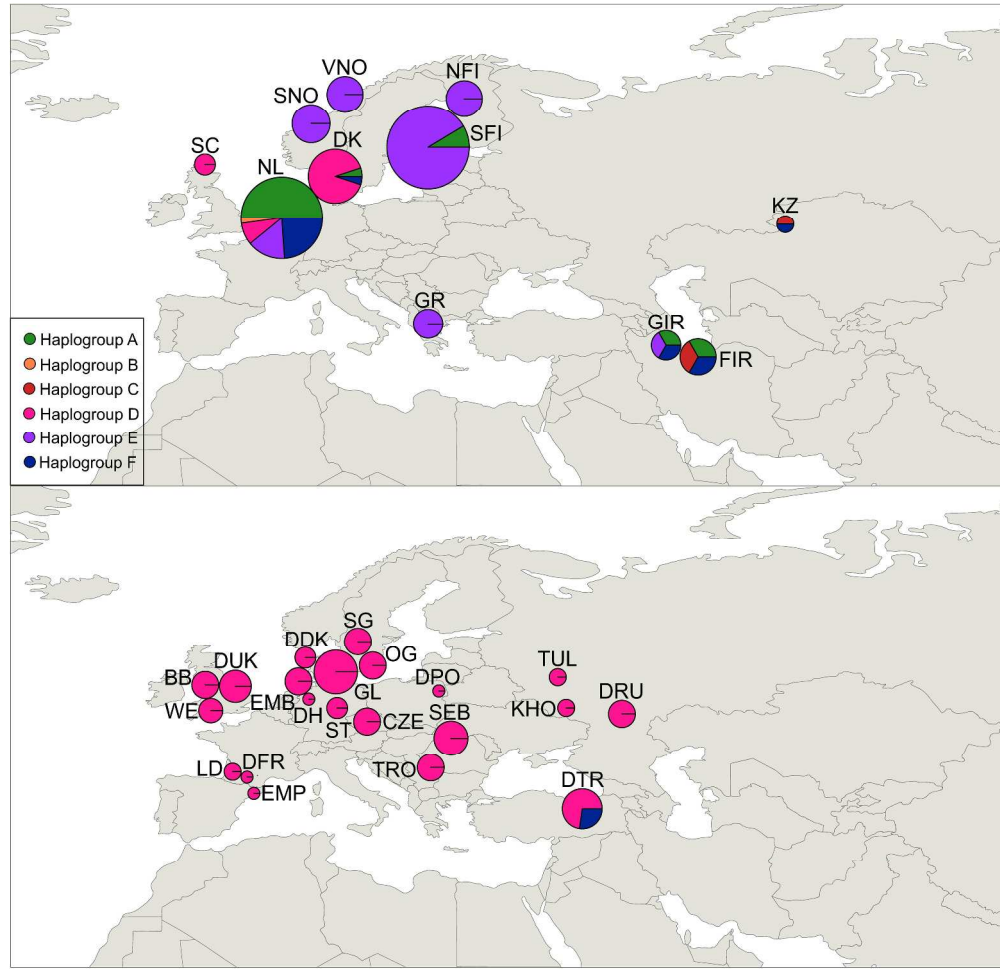 VNO
NFI
SNO
SFI
DK
SC
NL
KZ
GR
GIR
FIR
Haplogroup A
Haplogroup B
Haplogroup C
Haplogroup D
Haplogroup E
Haplogroup F
SG
DDK
OG
TUL
DPO
BB
DUK
DRU
EMB
GL
KHO
WE
DH
SEB
ST
CZE
DFR
LD
TRO
DTR
EMP